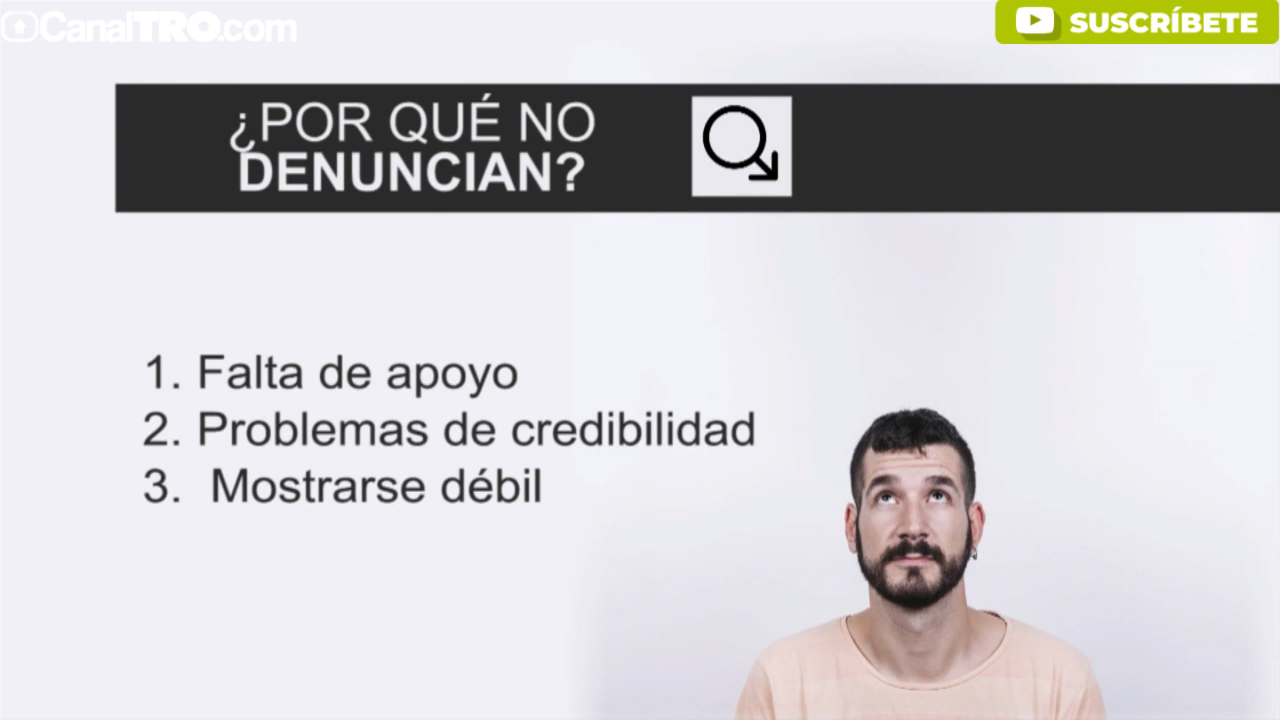 CanalTRO.com
SUSCRÍBETE
¿POR QUÉ NO
DENUNCIAN?
1. Falta de apoyo
2. Problemas de credibilidad
3. Mostrarse débil